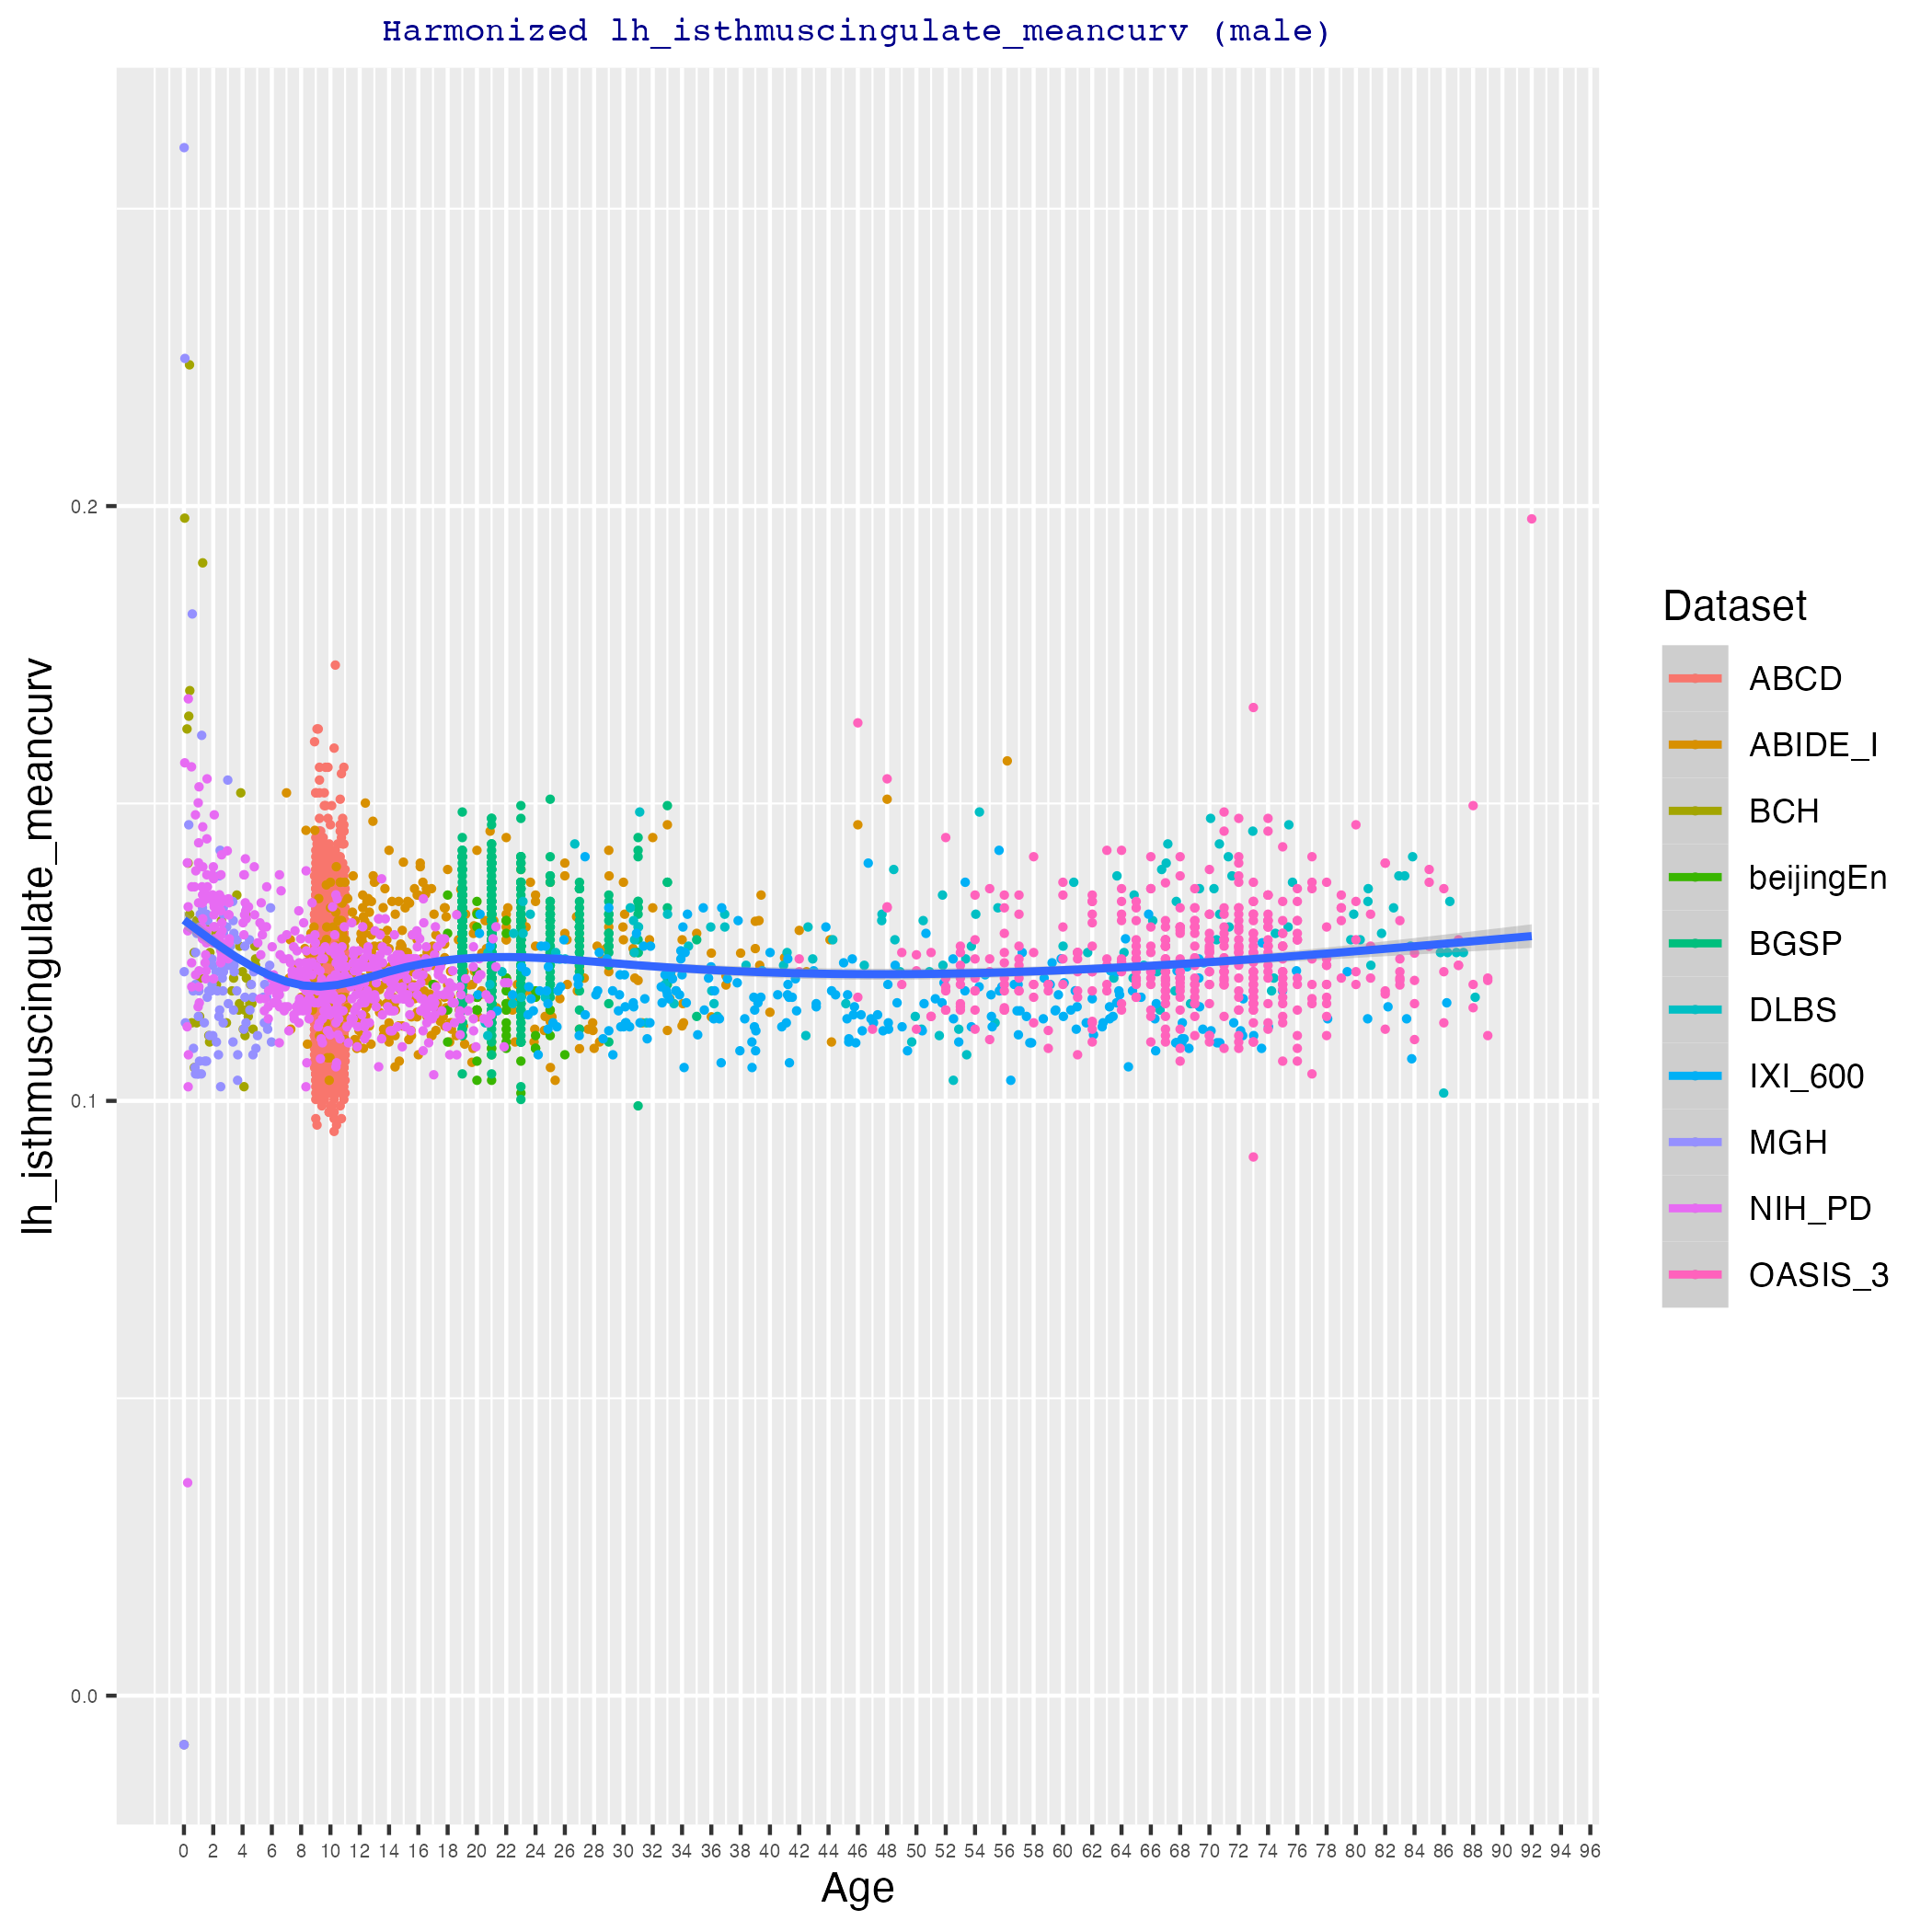 Harmonized lh_isthmuscingulate_meancurv (male)
lh_isthmuscingulate_meancurv
0.2
0.1
0.0
0 2 4 6 8 10 12 14 16 18 20 22 24 26 28 30 32 34 36 38 40 42 44 46 48 50 52 54 56 58 60 62 64 66 68 70 72 74 76 78 80 82 84 86 88 90 92 94 96
Age
Dataset
ABCD
ABIDE_I
BCH
beijingEn
BGSP
DLBS
IXI_600
MGH
NIH_PD
OASIS_3